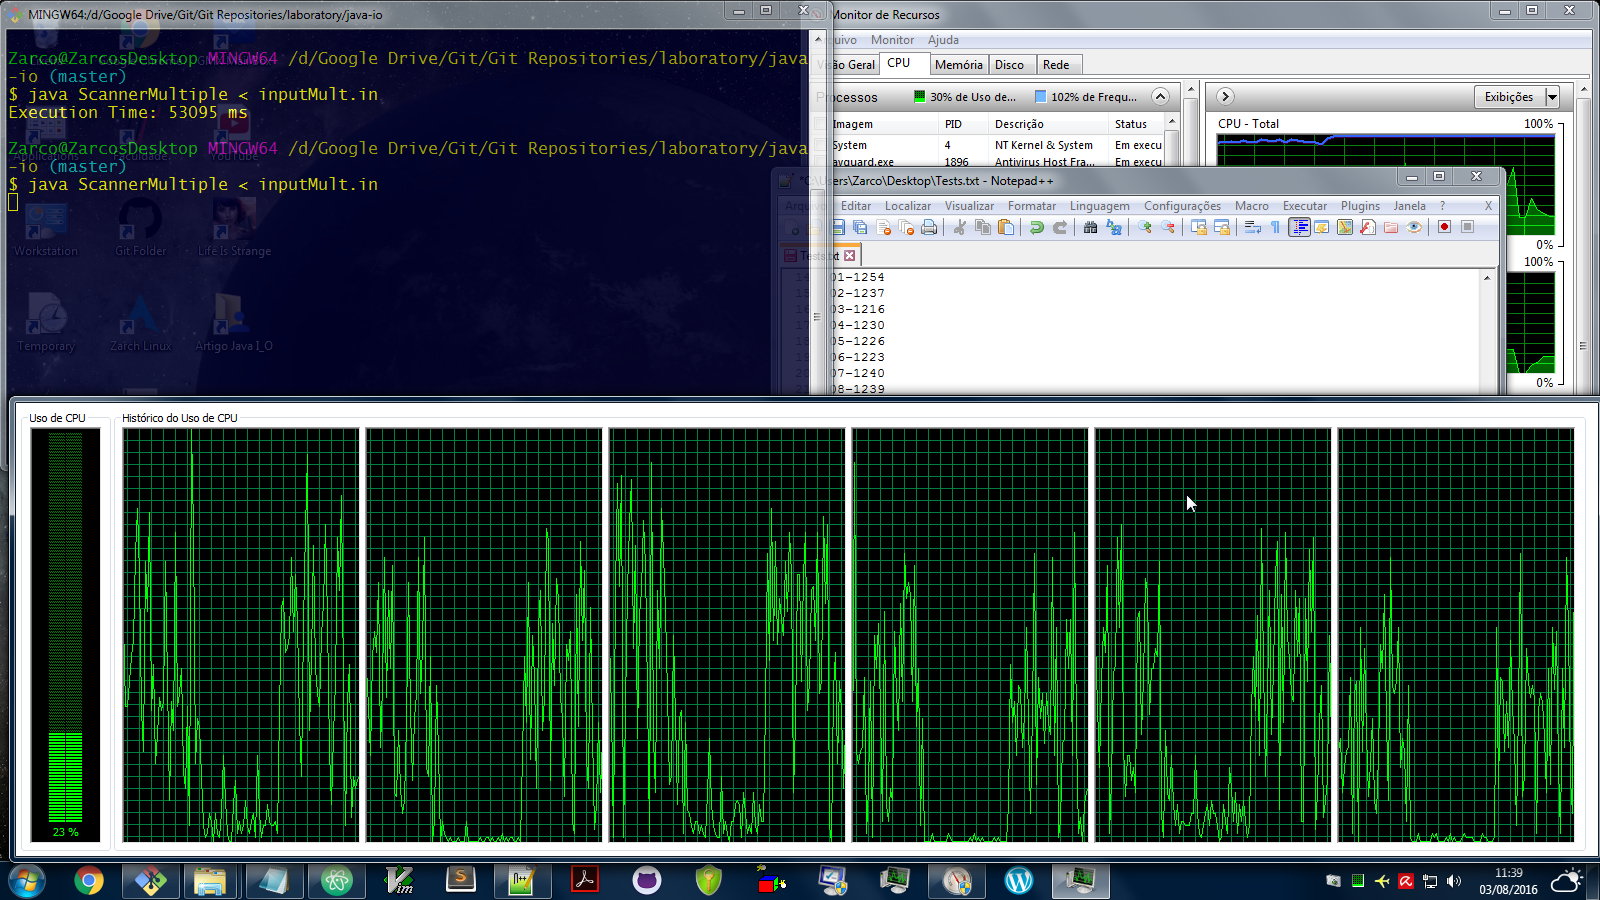 MINGW64:/d/Google Drive/Git/Git Repositories/laboratory/java-io
Zarco@ZarcosDesktop MINGW64 /d/Google Drive/Git/Git Repositories/laboratory/java
-io (master)
$ java ScannerMultiple < inputMult.in
Execution Time: 53095 ms
Zarco@ZarcosDesktop MINGW64 /d/Google Drive/Git/Git Repositories/laboratory/java
-io (master)
$ java ScannerMultiple < inputMult.in
Applications
Faculdade
YouTube
Workstation
Git Folder
Life Is Strange
Temporary
Zarch Linux
Artigo Java I_O
Monitor de Recursos
Monitor
Ajuda
Visão Geral
CPU
Memória
Disco
Rede
Processos
30% de Uso de...
102% de Frequ...
Imagem
PID
Descrição
Status
System
4
NT Kernel & System
Em execu
avguard.exe
1896
Antivirus Host Fra...
Em execu
Exibições
CPU - Total
100%
0%
100%
0%
*C:\Users\Zarco\Desktop\Tests.txt - Notepad++
Arquivo Editar Localizar Visualizar Formatar Linguagem Configurações Macro Executar Plugins Janela ? X
Tests.txt
01-1254
02-1237
03-1216
04-1230
05-1226
06-1223
07-1240
08-1239
Uso de CPU
Histórico do Uso de CPU
23 %
11:39
03/08/2016